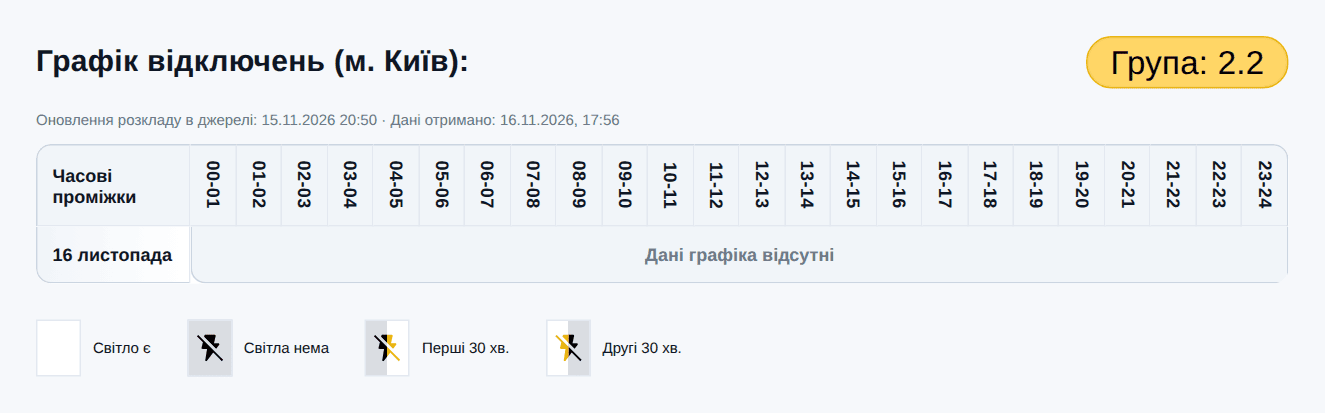 Графік відключень (м. Київ):
Група: 2.2
Оновлення розкладу в джерелі: 15.11.2026 20:50 · Дані отримано: 16.11.2026, 17:56
Часові
проміжки
00-01
01-02
02-03
03-04
04-05
05-06
06-07
07-08
08-09
09-10
10-11
11-12
12-13
13-14
14-15
15-16
16-17
17-18
18-19
19-20
20-21
21-22
22-23
23-24
16 листопада
Дані графіка відсутні
Світло є
Світла нема
Перші 30 хв.
Другі 30 хв.